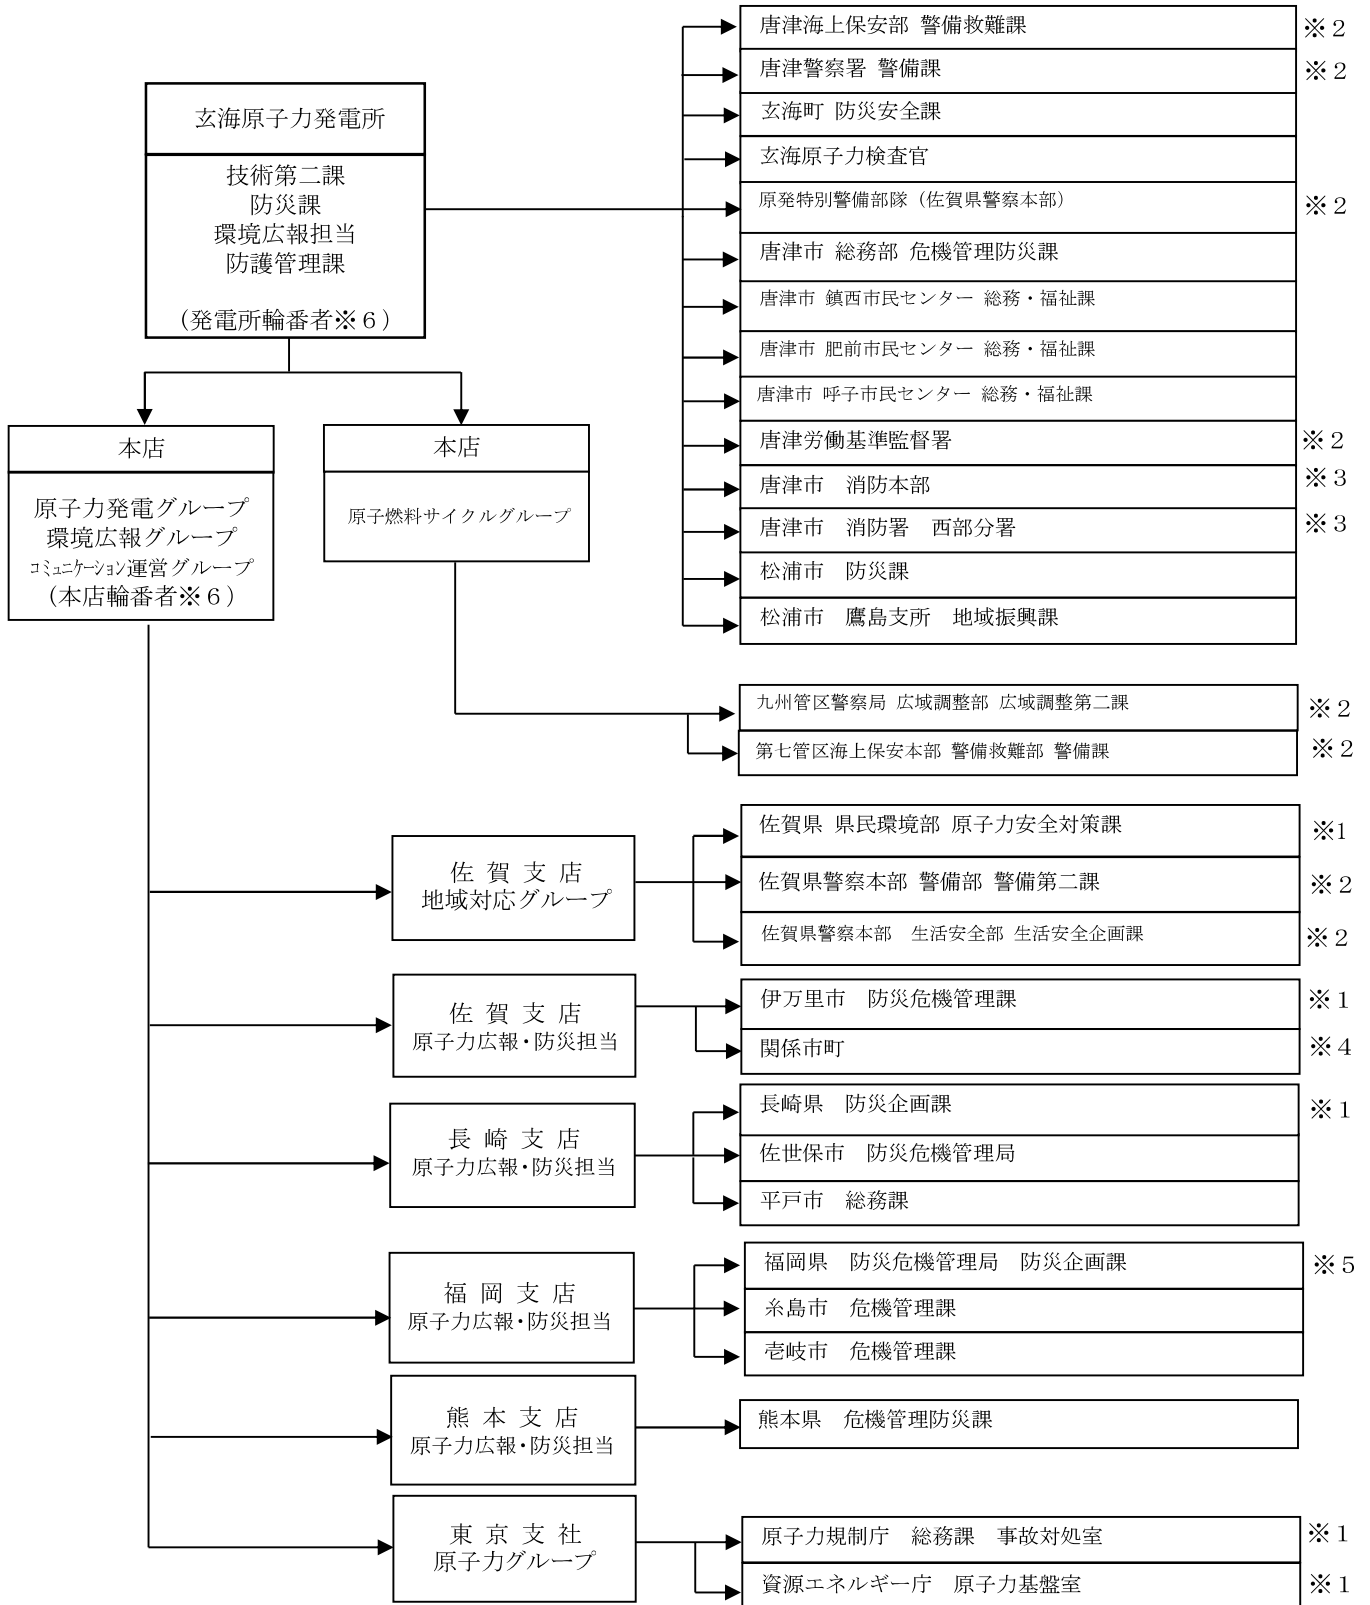 玄海原子力発電所
技術第二課
防災課
環境広報担当
防護管理課
(発電所輪番者※6)
唐津海上保安部 警備救難課 ※2
唐津警察署 警備課 ※2
玄海町 防災安全課
玄海原子力検査官
原発特別警備部隊(佐賀県警察本部) ※2
唐津市 総務部 危機管理防災課
唐津市 鎮西市民センター 総務・福祉課
唐津市 肥前市民センター 総務・福祉課
唐津市 呼子市民センター 総務・福祉課
唐津労働基準監督署 ※2
唐津市 消防本部 ※3
唐津市 消防署 西部分署 ※3
松浦市 防災課
松浦市 鷹島支所 地域振興課
本店
原子力発電グループ
環境広報グループ
コミュニケーション運営グループ
(本店輪番者※6)
本店
原子燃料サイクルグループ
九州管区警察局 広域調整部 広域調整第二課 ※2
第七管区海上保安本部 警備救難部 警備課 ※2
佐賀支店
地域対応グループ
佐賀県 県民環境部 原子力安全対策課 ※1
佐賀県警察本部 警備部 警備第二課 ※2
佐賀県警察本部 生活安全部 生活安全企画課 ※2
佐賀支店
原子力広報・防災担当
伊万里市 防災危機管理課 ※1
関係市町 ※4
長崎支店
原子力広報・防災担当
長崎県 防災企画課 ※1
佐世保市 防災危機管理局
平戸市 総務課
福岡支店
原子力広報・防災担当
福岡県 防災危機管理局 防災企画課 ※5
糸島市 危機管理課
壱岐市 危機管理課
熊本支店
原子力広報・防災担当
熊本県 危機管理防災課
東京支社
原子力グループ
原子力規制庁 総務課 事故対処室 ※1
資源エネルギー庁 原子力基盤室 ※1